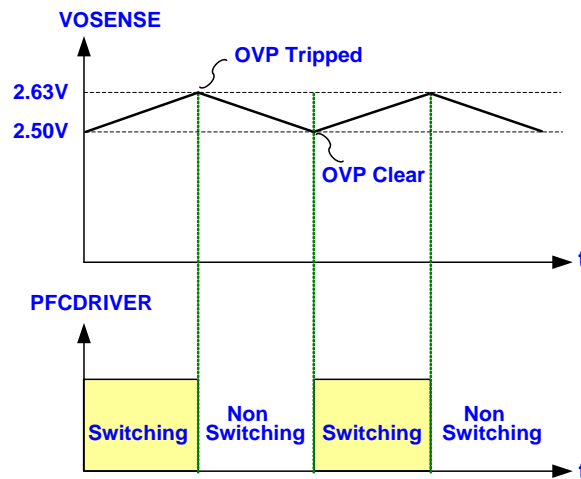 VOSENSE
OVP Tripped
2.63V
2.50V
OVP Clear
t
PFCDRIVER
Switching
Non
Switching
Switching
Non
Switching
t